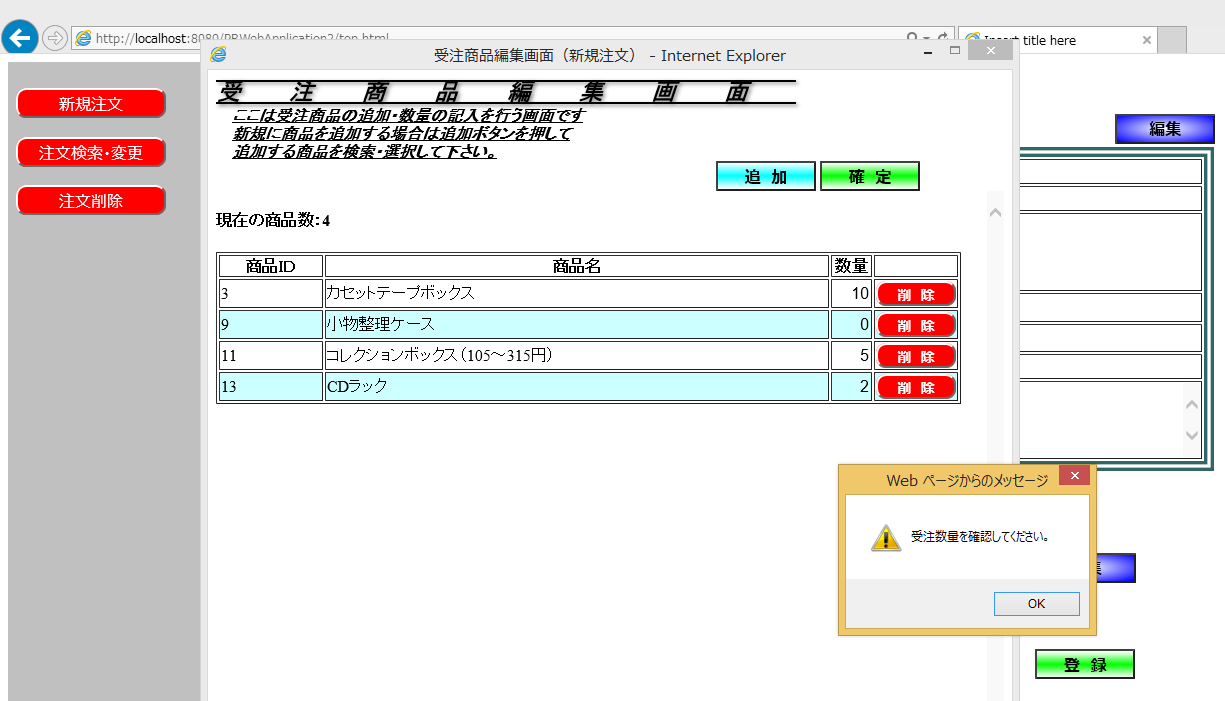 http://localhost:8080/PRWebApplication2/top.html
Insert title here
受注商品編集画面（新規注文） - Internet Explorer
新規注文
注文検索・変更
注文削除
受注商品編集画面
ここは受注商品の追加・数量の記入を行う画面です
新規に商品を追加する場合は追加ボタンを押して
追加する商品を検索・選択して下さい。
追 加
確 定
編集
現在の商品数：4
商品ID 商品名 数量
3 カセットテープボックス 10 削 除
9 小物整理ケース 0 削 除
11 コレクションボックス（105～315円） 5 削 除
13 CDラック 2 削 除
Web ページからのメッセージ
受注数量を確認してください。
OK
登 録